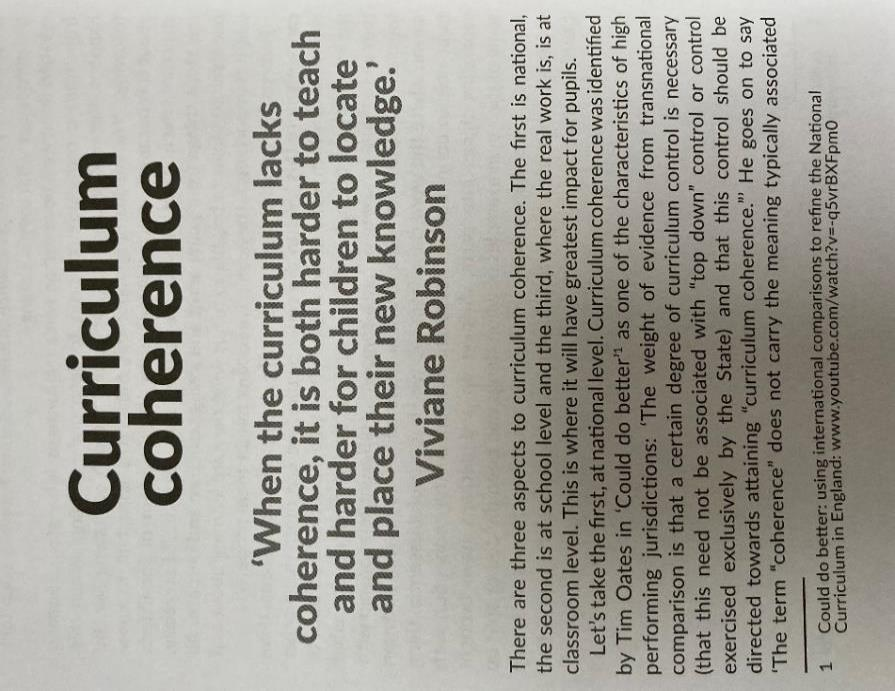 Curriculum
coherence
‘When the curriculum lacks
coherence, it is both harder to teach
and harder for children to locate
and place their new knowledge.’
Viviane Robinson
There are three aspects to curriculum coherence. The first is national,
the second is at school level and the third, where the real work is, is at
classroom level. This is where it will have greatest impact for pupils.
Let’s take the first, at national level. Curriculum coherence was identified
by Tim Oates in ‘Could do better’¹ as one of the characteristics of high
performing jurisdictions: ‘The weight of evidence from transnational
comparison is that a certain degree of curriculum control is necessary
(that this need not be associated with “top down” control or control
exercised exclusively by the State) and that this control should be
directed towards attaining “curriculum coherence.”’ He goes on to say
‘The term “coherence” does not carry the meaning typically associated
1 Could do better: using international comparisons to refine the National
Curriculum in England: www.youtube.com/watch?v=-q5vrBXFpm0